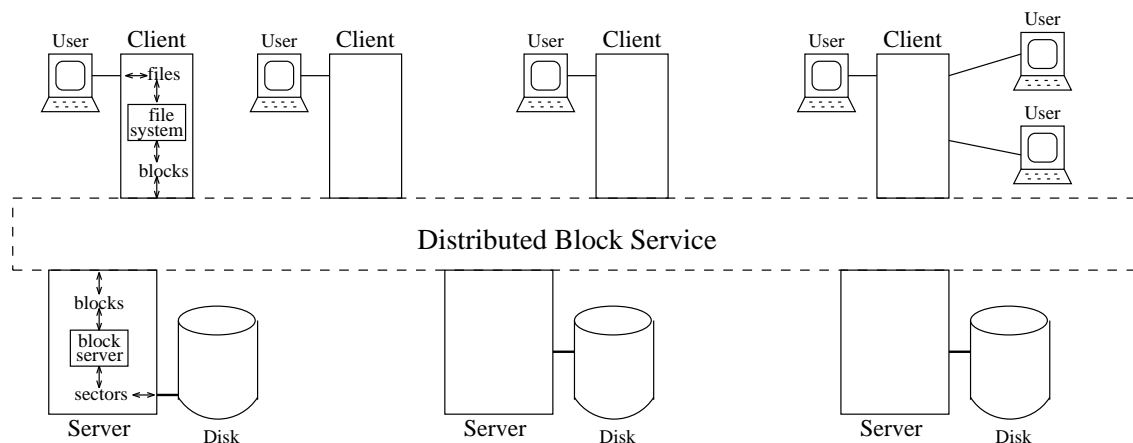 User
Client
User
Client
User
Client
User
Client
User
files
file
system
blocks
User
Distributed Block Service
blocks
block
server
sectors
Server
Disk
Server
Disk
Server
Disk